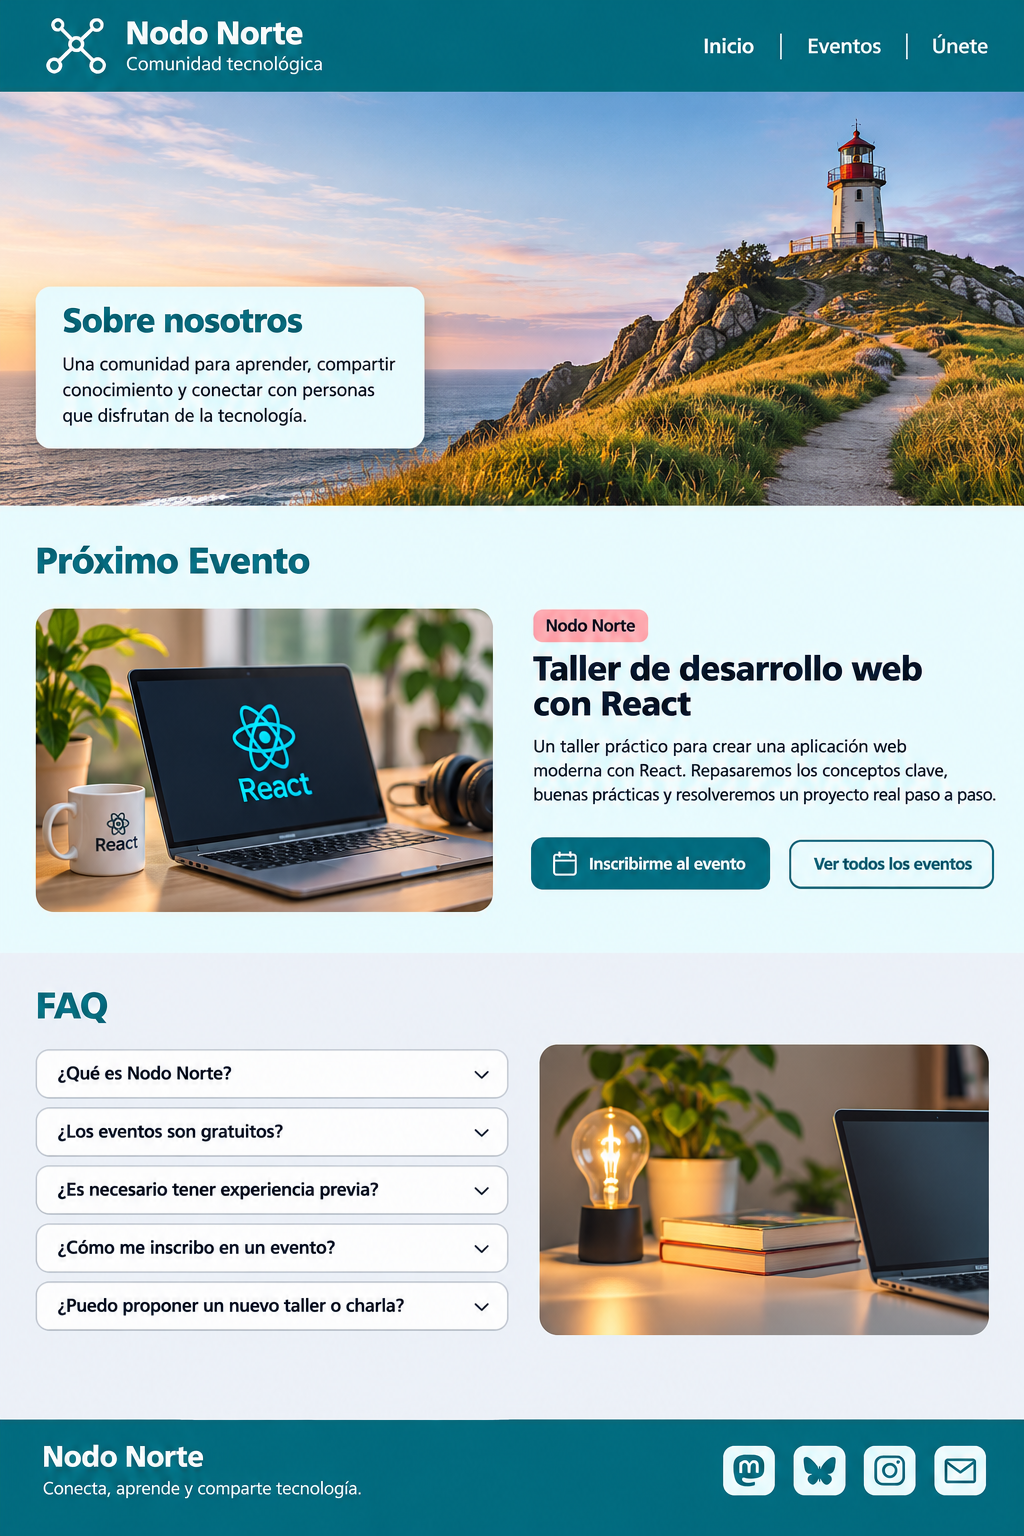 Nodo Norte
Comunidad tecnológica
Inicio
Eventos
Únete
Sobre nosotros
Una comunidad para aprender, compartir
conocimiento y conectar con personas
que disfrutan de la tecnología.
Próximo Evento
React
React
Nodo Norte
Taller de desarrollo web
con React
Un taller práctico para crear una aplicación web
moderna con React. Repasaremos los conceptos clave,
buenas prácticas y resolveremos un proyecto real paso a paso.
Inscribirme al evento
Ver todos los eventos
FAQ
¿Qué es Nodo Norte?
¿Los eventos son gratuitos?
¿Es necesario tener experiencia previa?
¿Cómo me inscribo en un evento?
¿Puedo proponer un nuevo taller o charla?
Nodo Norte
Conecta, aprende y comparte tecnología.